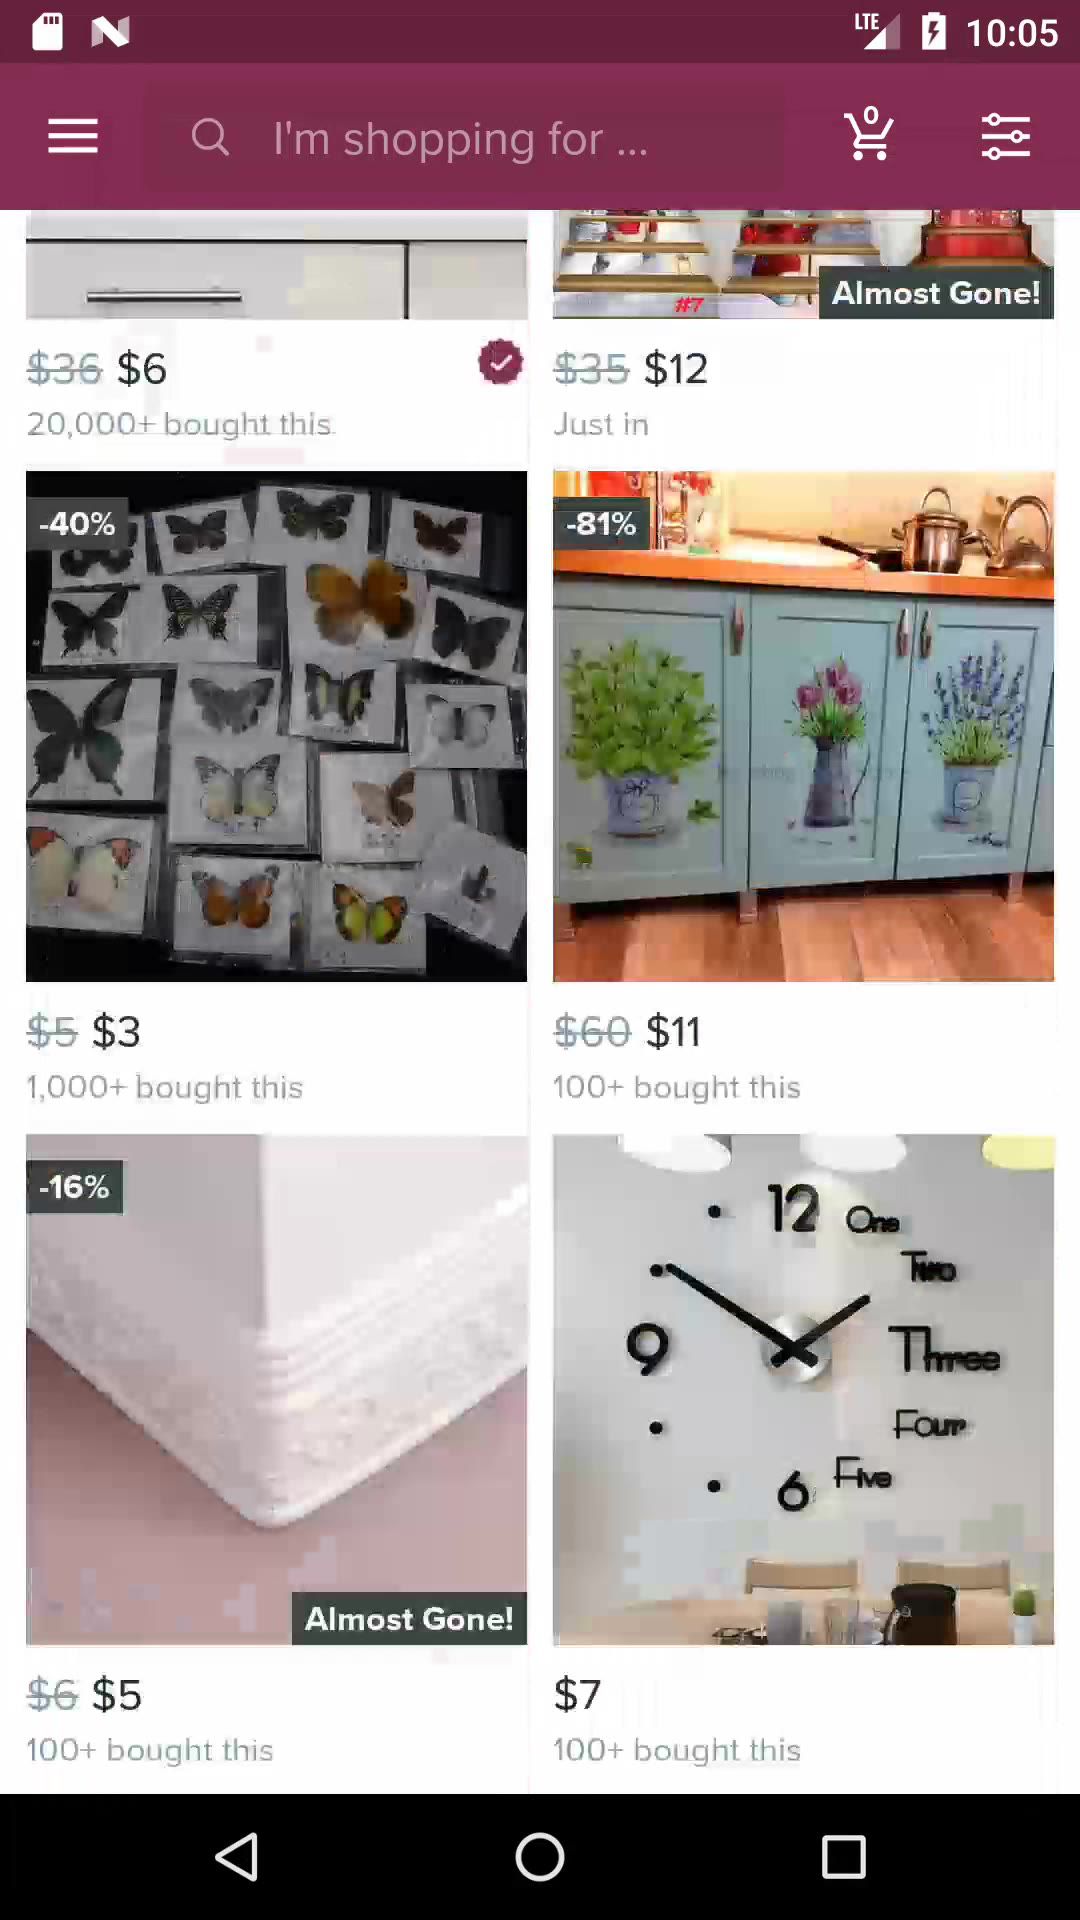 LTE 10:05
0
I'm shopping for ...
#7
Almost Gone!
$36 $6
20,000+ bought this
$35 $12
Just in
-40%
-81%
$5 $3
1,000+ bought this
$60 $11
100+ bought this
-16%
12 One
Two
9 Three
Four
6 Five
Almost Gone!
$6 $5
100+ bought this
$7
100+ bought this